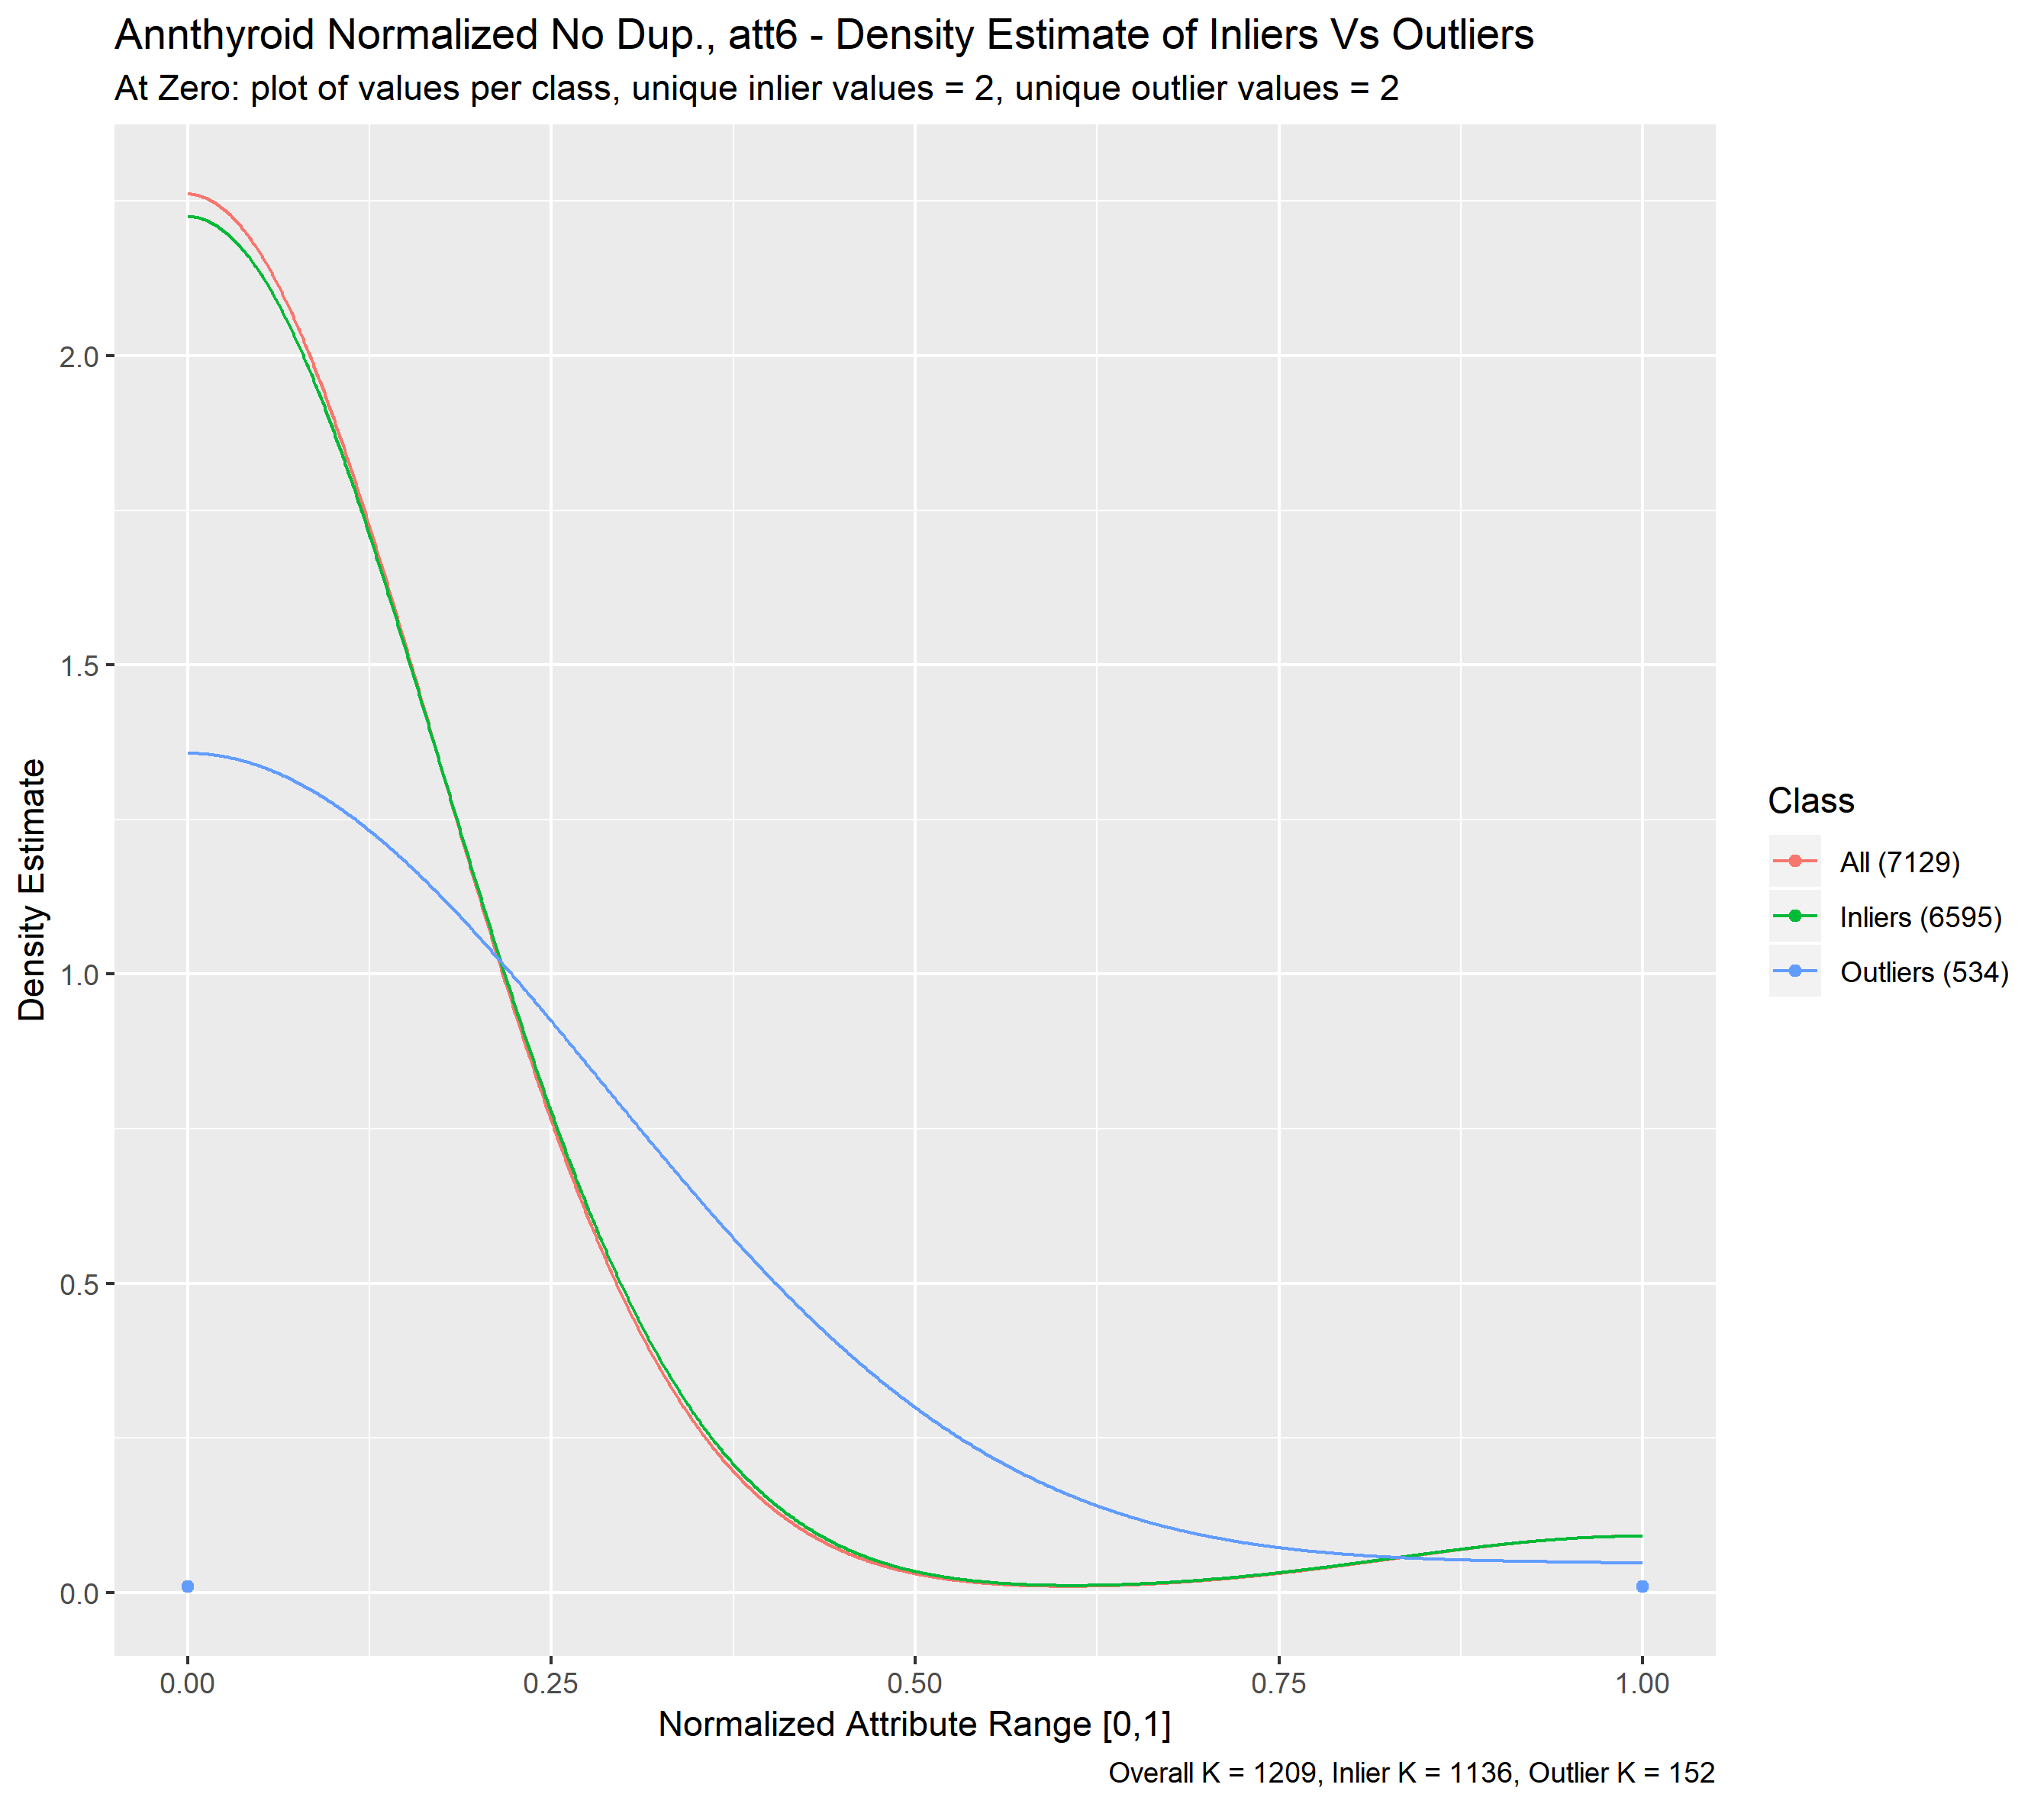 Annthyroid Normalized No Dup., att6 - Density Estimate of Inliers Vs Outliers
At Zero: plot of values per class, unique inlier values = 2, unique outlier values = 2
2.0
1.5
1.0
0.5
0.0
Density Estimate
0.00 0.25 0.50 0.75 1.00
Normalized Attribute Range [0,1]
Overall K = 1209, Inlier K = 1136, Outlier K = 152
Class
All (7129)
Inliers (6595)
Outliers (534)